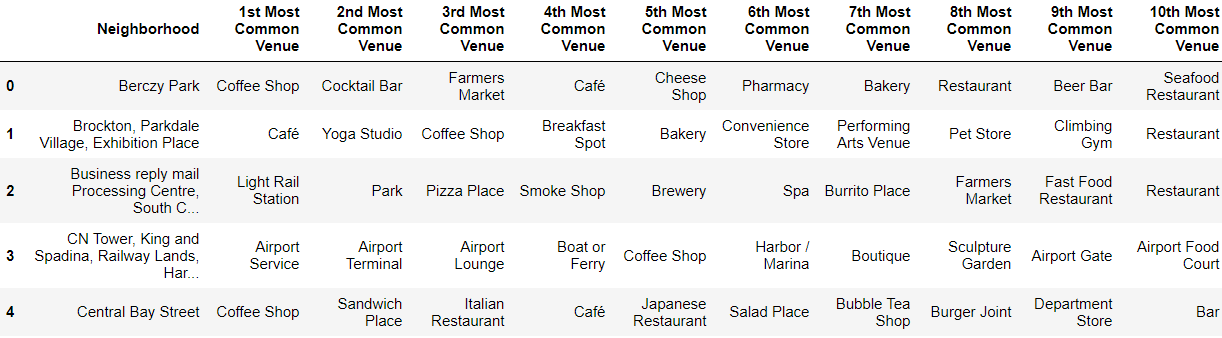 Neighborhood 1st Most Common Venue 2nd Most Common Venue 3rd Most Common Venue 4th Most Common Venue 5th Most Common Venue 6th Most Common Venue 7th Most Common Venue 8th Most Common Venue 9th Most Common Venue 10th Most Common Venue
0 Berczy Park Coffee Shop Cocktail Bar Farmers Market Café Cheese Shop Pharmacy Bakery Restaurant Beer Bar Seafood Restaurant
1 Brockton, Parkdale Village, Exhibition Place Café Yoga Studio Coffee Shop Breakfast Spot Bakery Convenience Store Performing Arts Venue Pet Store Climbing Gym Restaurant
2 Business reply mail Processing Centre, South C... Light Rail Station Park Pizza Place Smoke Shop Brewery Spa Burrito Place Farmers Market Fast Food Restaurant Restaurant
3 CN Tower, King and Spadina, Railway Lands, Har... Airport Service Airport Terminal Airport Lounge Boat or Ferry Coffee Shop Harbor / Marina Boutique Sculpture Garden Airport Gate Airport Food Court
4 Central Bay Street Coffee Shop Sandwich Place Italian Restaurant Café Japanese Restaurant Salad Place Bubble Tea Shop Burger Joint Department Store Bar